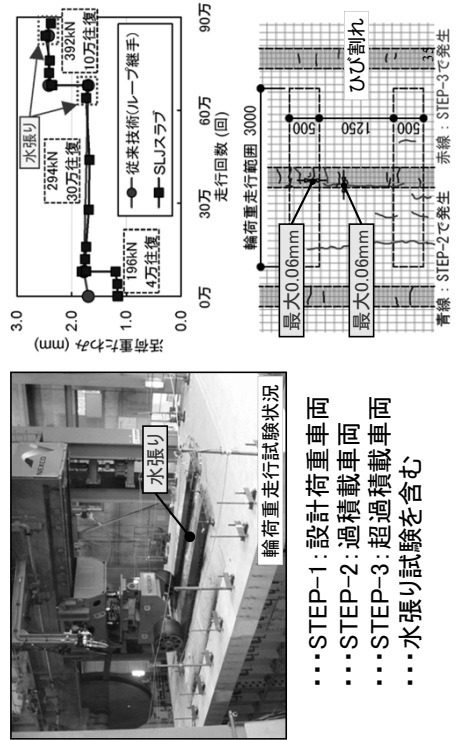 NEXCO
水張り
輪荷重走行試験状況
･･･STEP-1：設計荷重車両
･･･STEP-2：過積載車両
･･･STEP-3：超過積載車両
･･･水張り試験を含む
活荷重たわみ (mm)
3.0
2.0
1.0
0.0
水張り
294kN
30万往復
392kN
10万往復
196kN
4万往復
従来技術(ループ継手)
SLJスラブ
0万
30万
60万
90万
走行回数 (回)
輪荷重走行範囲 3000
最大0.06mm
最大0.06mm
500
1250
500
ひび割れ
青線：STEP-2で発生
赤線：STEP-3で発生